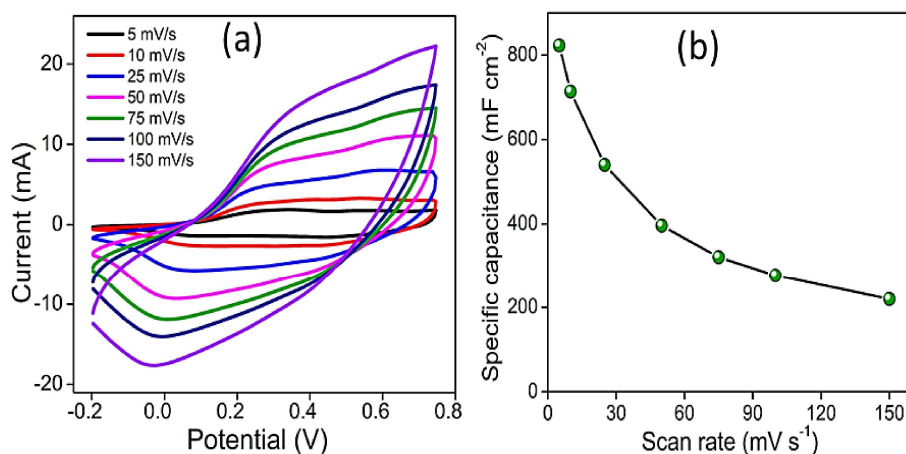 (a)
5 mV/s
10 mV/s
25 mV/s
50 mV/s
75 mV/s
100 mV/s
150 mV/s
20
10
0
-10
-20
Current (mA)
-0.2 0.0 0.2 0.4 0.6 0.8
Potential (V)
(b)
800
600
400
200
0
Specific capacitance (mF cm⁻²)
0 30 60 90 120 150
Scan rate (mV s⁻¹)